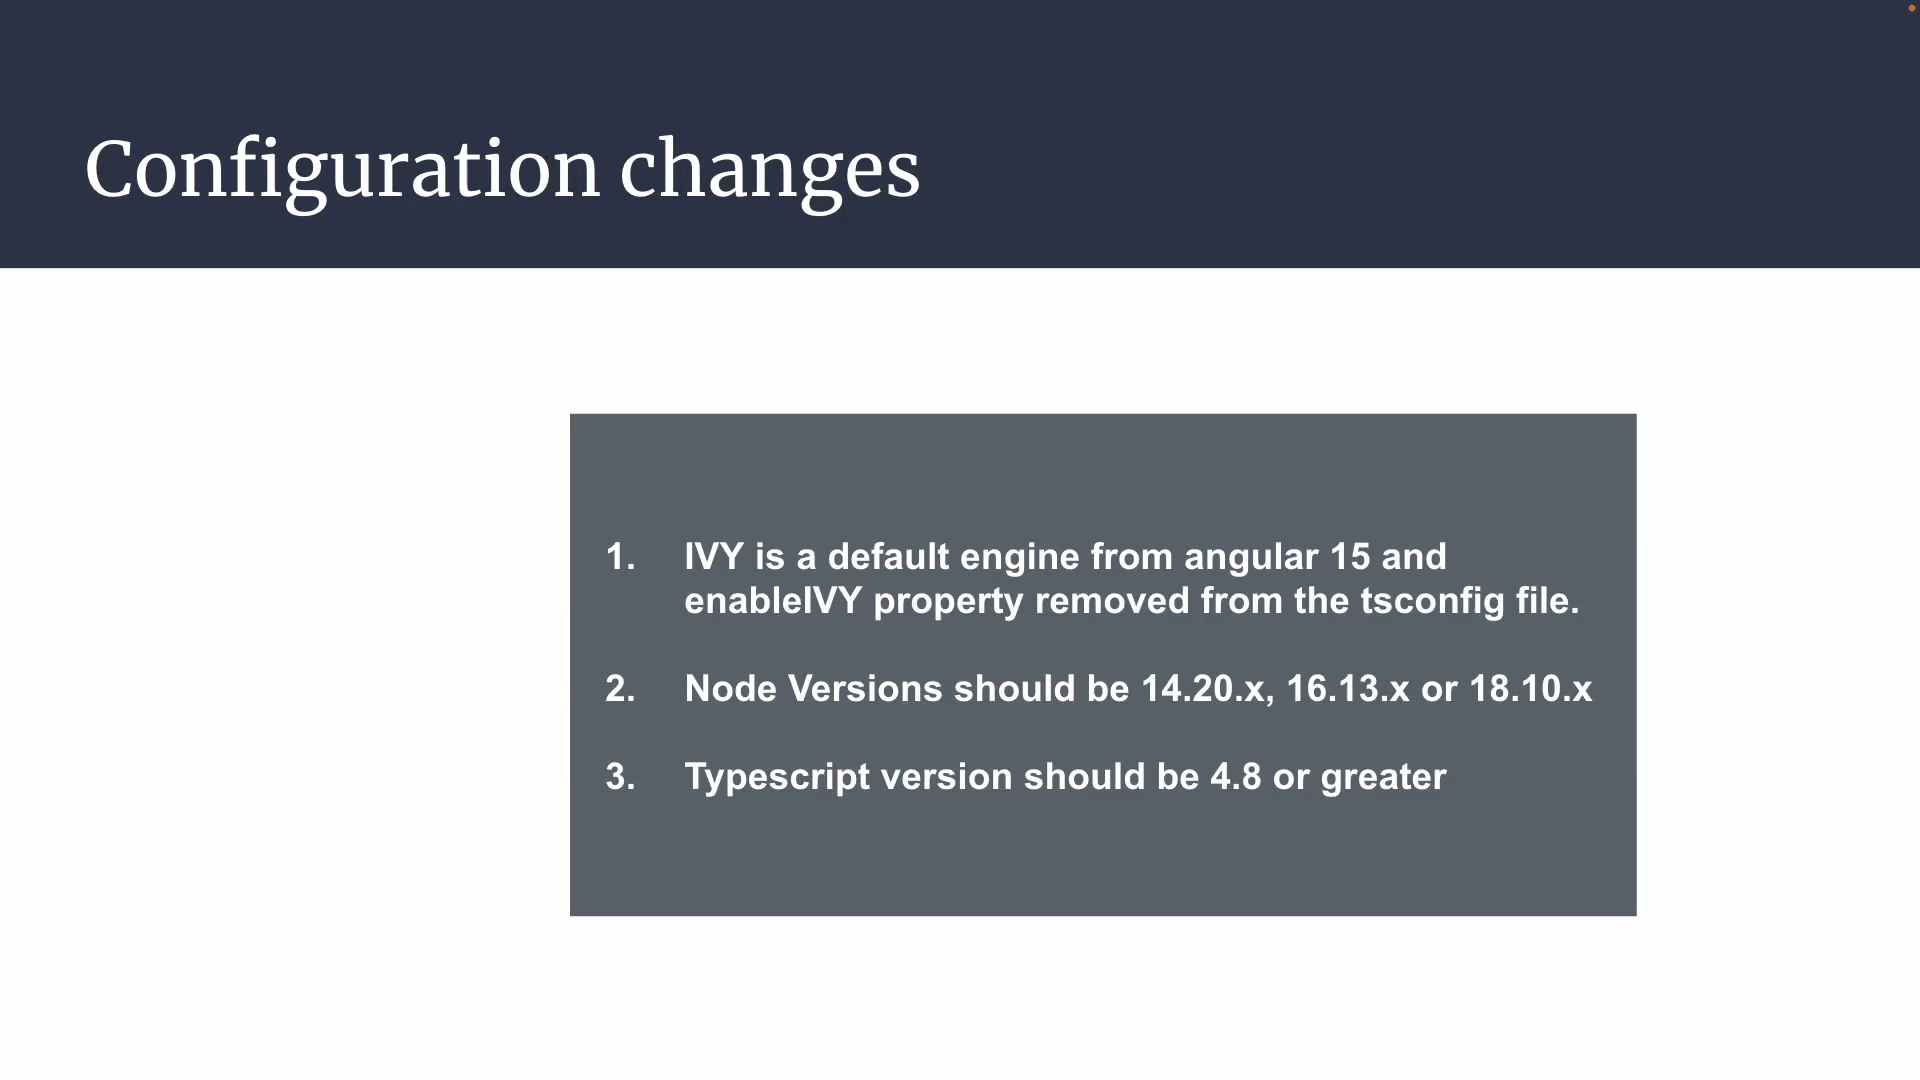 Configuration changes
1. IVY is a default engine from angular 15 and
enableIVY property removed from the tsconfig file.
2. Node Versions should be 14.20.x, 16.13.x or 18.10.x
3. Typescript version should be 4.8 or greater